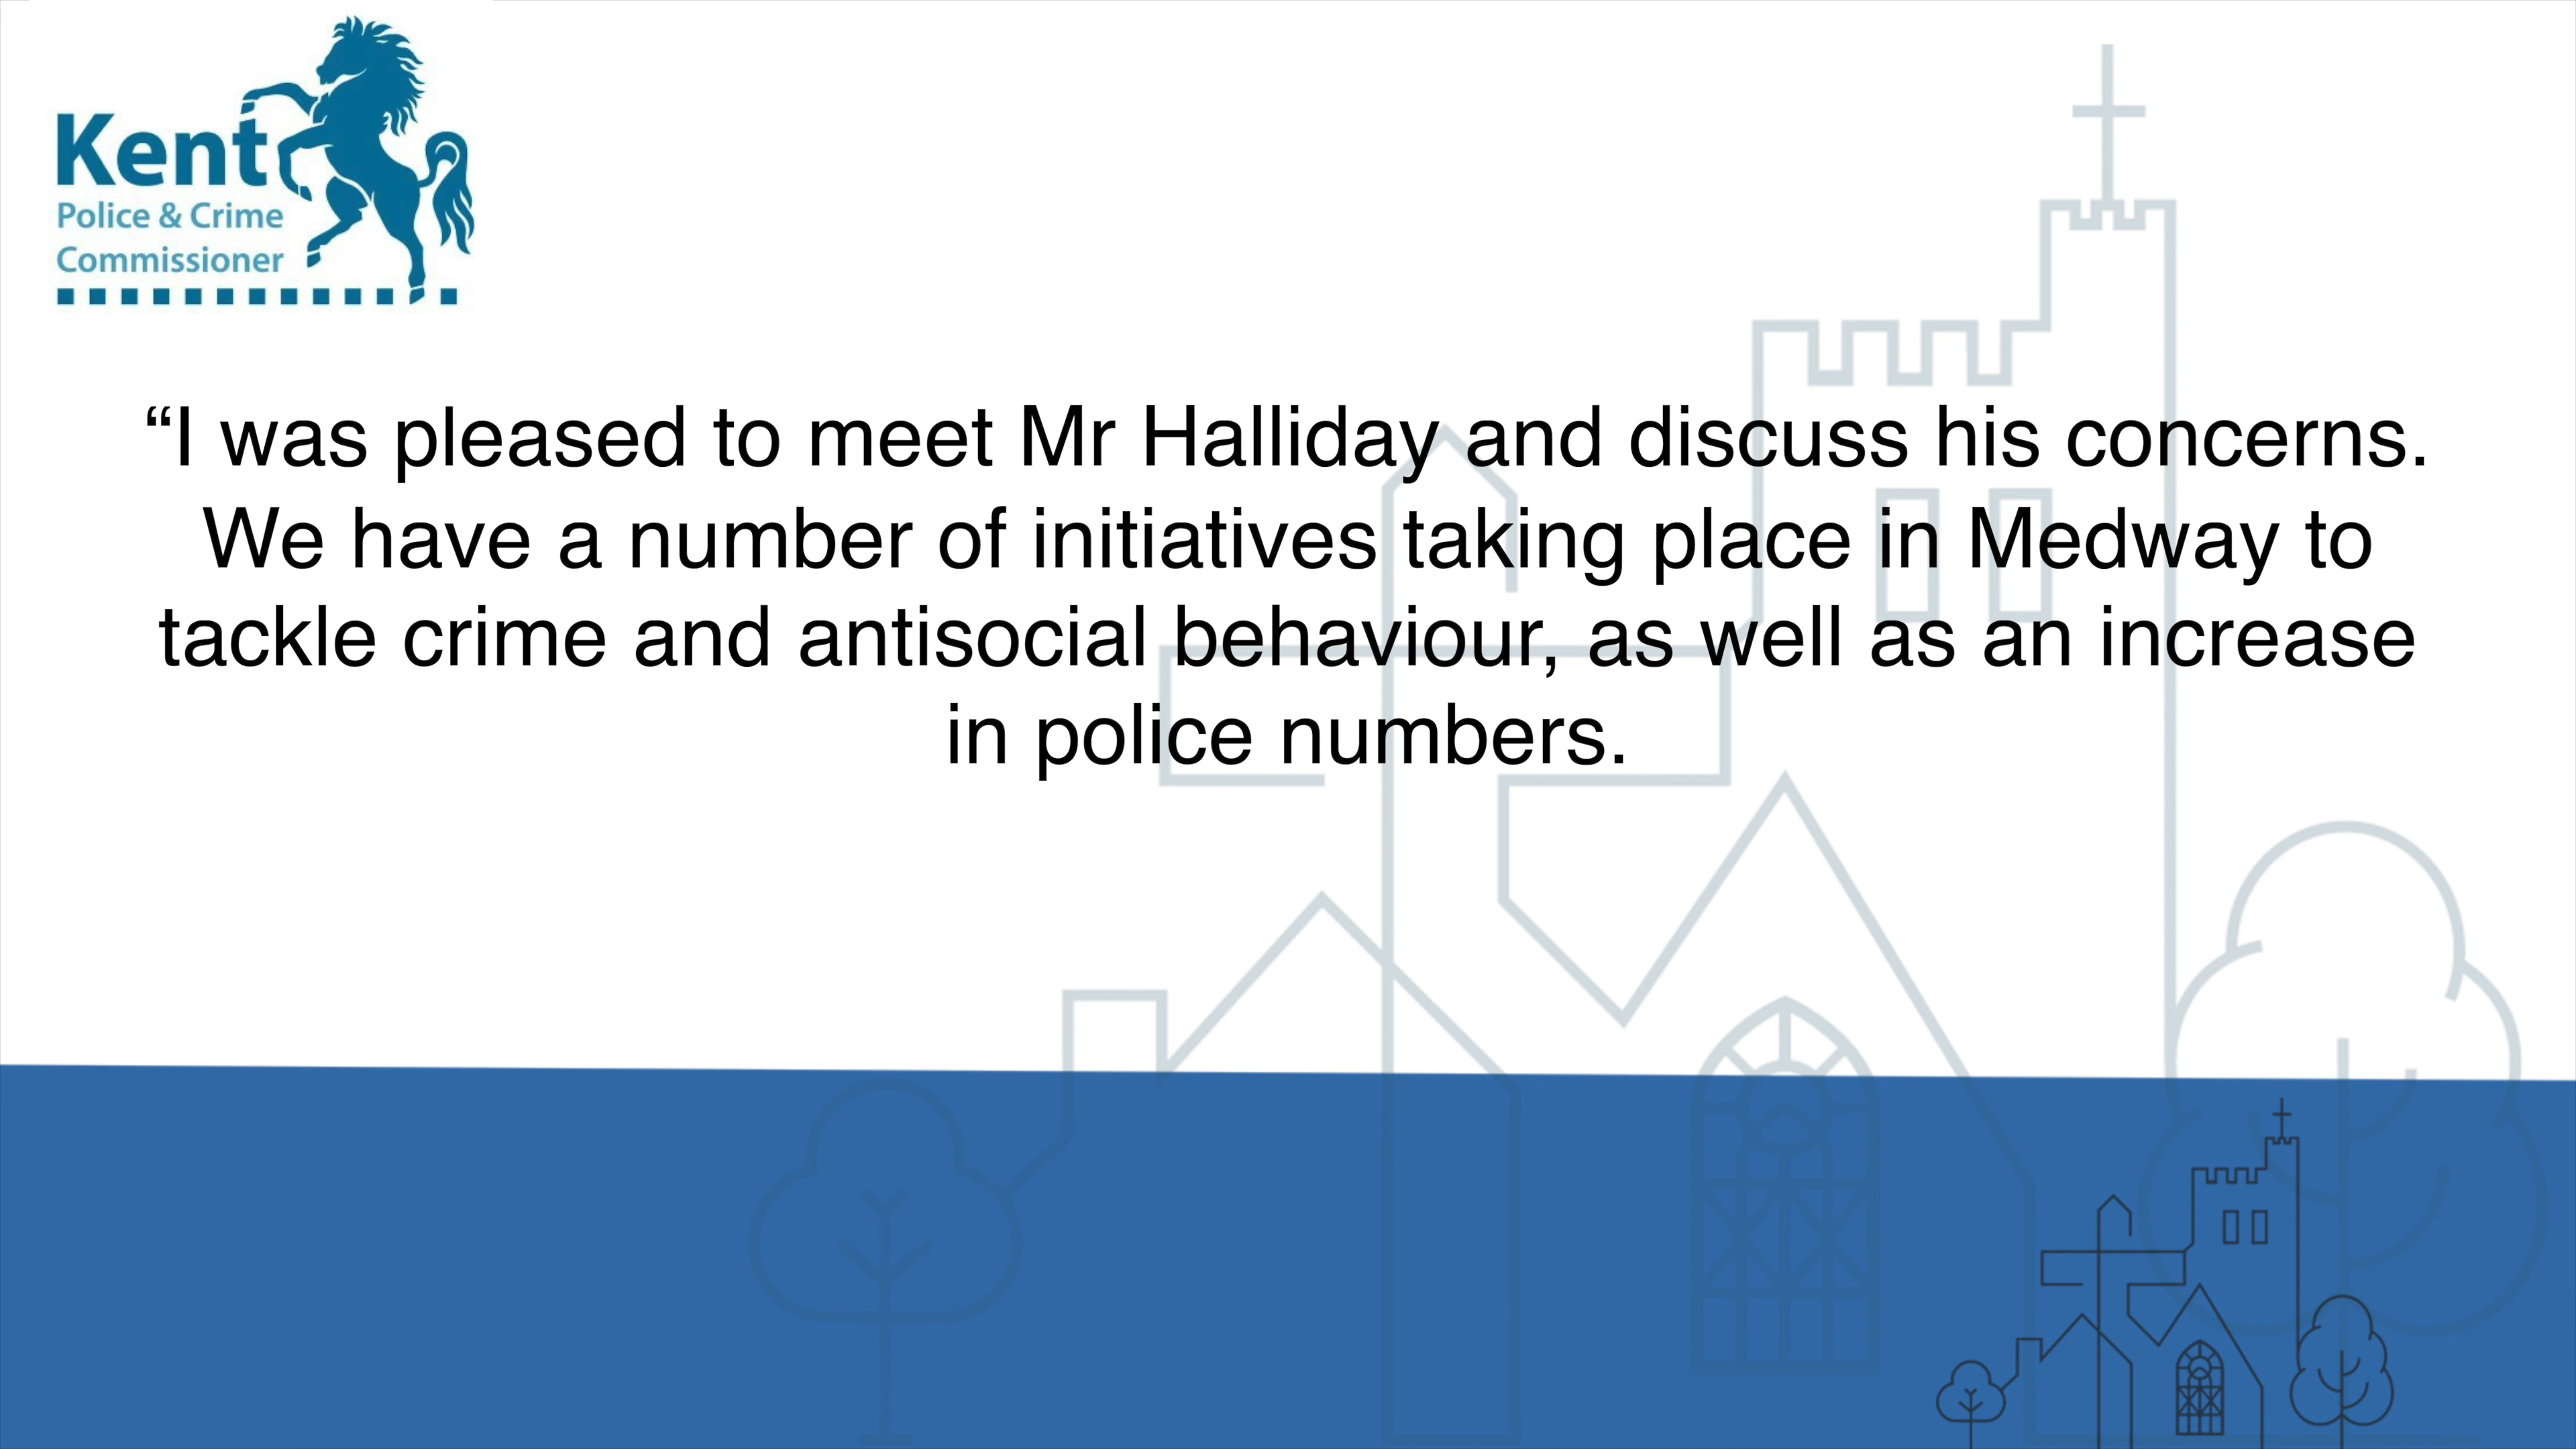 Kent
Police & Crime
Commissioner
“I was pleased to meet Mr Halliday and discuss his concerns.
We have a number of initiatives taking place in Medway to
tackle crime and antisocial behaviour, as well as an increase
in police numbers.